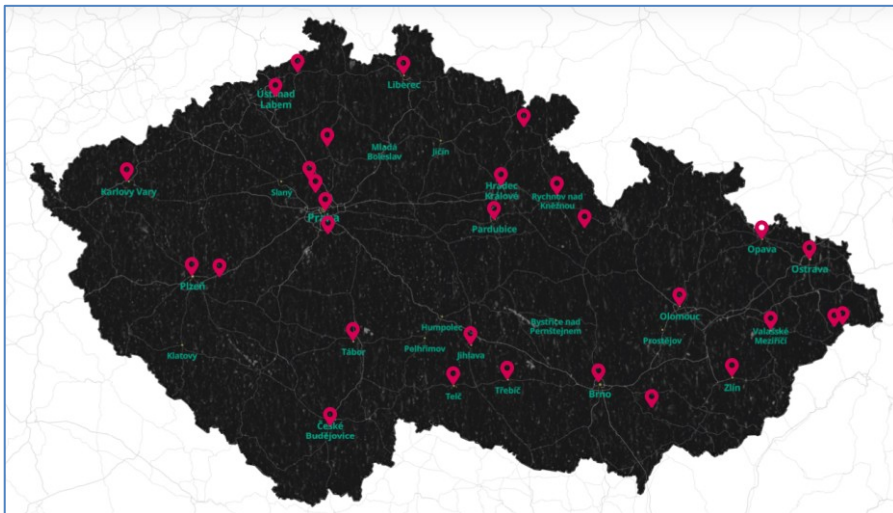 Liberec
Ústí nad
Labem
Mladá
Boleslav
Jičín
Karlovy Vary
Slaný
Hradec
Králové
Rychnov nad
Kněžnou
Praha
Pardubice
Opava
Ostrava
Plzeň
Olomouc
Humpolec
Bystřice nad
Pernštejnem
Valašské
Meziříčí
Prostějov
Tábor
Pelhřimov
Jihlava
Klatovy
Telč
Třebíč
Brno
Zlín
České
Budějovice